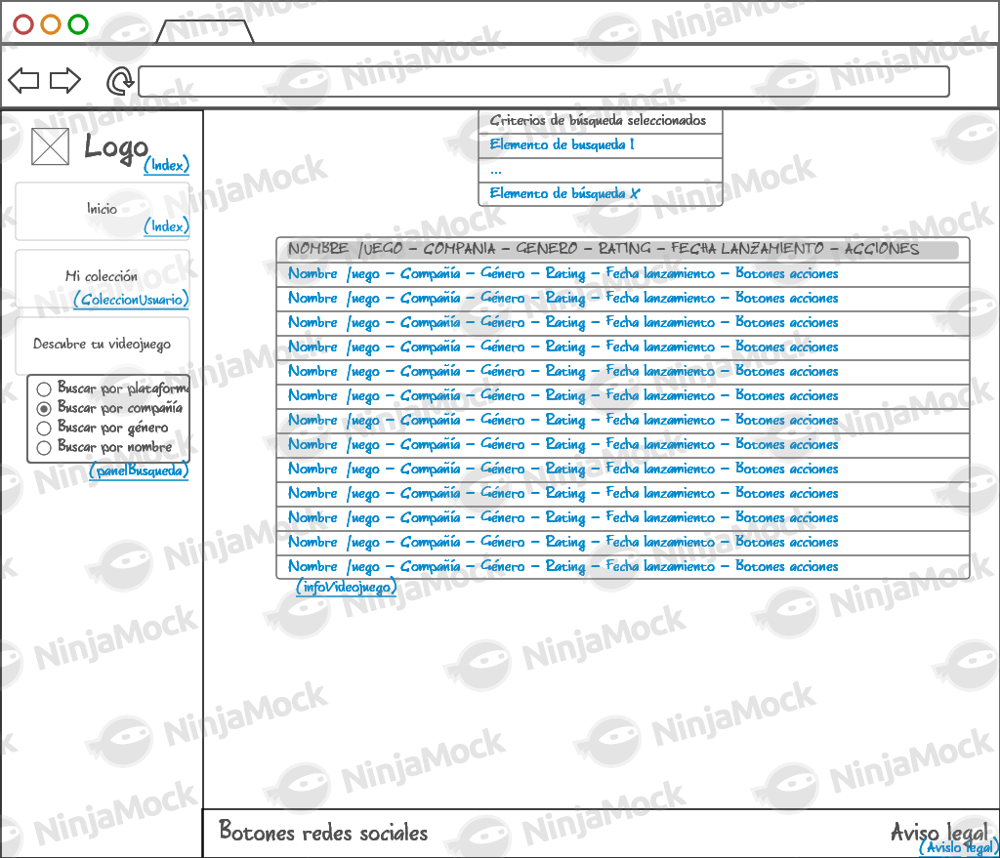 Logo
(Index)
Inicio
(Index)
Mi colección
(ColeccionUsuario)
Descubre tu videojuego
Buscar por plataforma
Buscar por compañía
Buscar por género
Buscar por nombre
(panelBusqueda)
Criterios de búsqueda seleccionados
Elemento de busqueda 1
...
Elemento de búsqueda X
NOMBRE JUEGO - COMPAÑIA - GENERO - RATING - FECHA LANZAMIENTO - ACCIONES
Nombre Juego - Compañía - Género - Rating - Fecha lanzamiento - Botones acciones
Nombre Juego - Compañía - Género - Rating - Fecha lanzamiento - Botones acciones
Nombre Juego - Compañía - Género - Rating - Fecha lanzamiento - Botones acciones
Nombre Juego - Compañía - Género - Rating - Fecha lanzamiento - Botones acciones
Nombre Juego - Compañía - Género - Rating - Fecha lanzamiento - Botones acciones
Nombre Juego - Compañía - Género - Rating - Fecha lanzamiento - Botones acciones
Nombre Juego - Compañía - Género - Rating - Fecha lanzamiento - Botones acciones
Nombre Juego - Compañía - Género - Rating - Fecha lanzamiento - Botones acciones
Nombre Juego - Compañía - Género - Rating - Fecha lanzamiento - Botones acciones
Nombre Juego - Compañía - Género - Rating - Fecha lanzamiento - Botones acciones
Nombre Juego - Compañía - Género - Rating - Fecha lanzamiento - Botones acciones
Nombre Juego - Compañía - Género - Rating - Fecha lanzamiento - Botones acciones
Nombre Juego - Compañía - Género - Rating - Fecha lanzamiento - Botones acciones
(infoVideojuego)
Botones redes sociales
Aviso legal
(Avislo legal)
NinjaMock